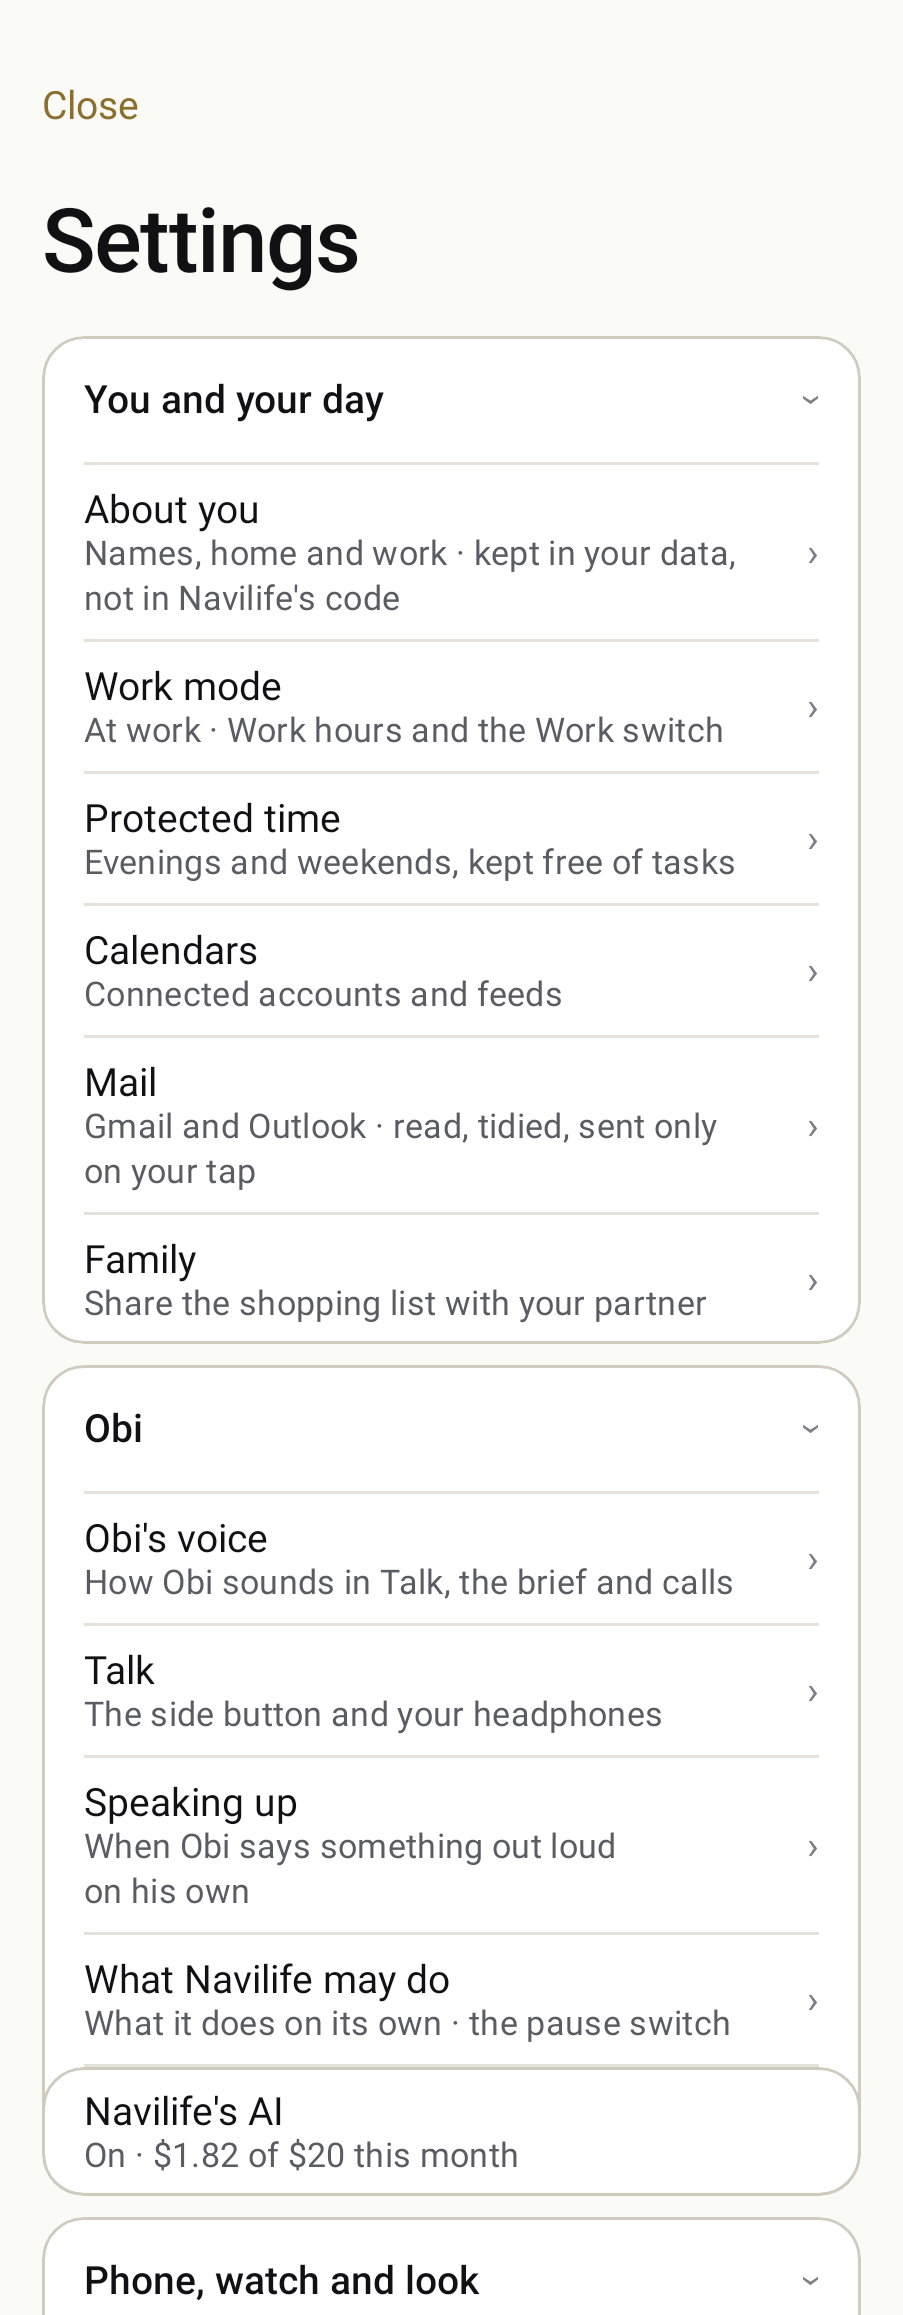 Close
Settings
You and your day
About you
Names, home and work · kept in your data,
not in Navilife's code
Work mode
At work · Work hours and the Work switch
Protected time
Evenings and weekends, kept free of tasks
Calendars
Connected accounts and feeds
Mail
Gmail and Outlook · read, tidied, sent only
on your tap
Family
Share the shopping list with your partner
Obi
Obi's voice
How Obi sounds in Talk, the brief and calls
Talk
The side button and your headphones
Speaking up
When Obi says something out loud
on his own
What Navilife may do
What it does on its own · the pause switch
Navilife's AI
On · $1.82 of $20 this month
Phone, watch and look